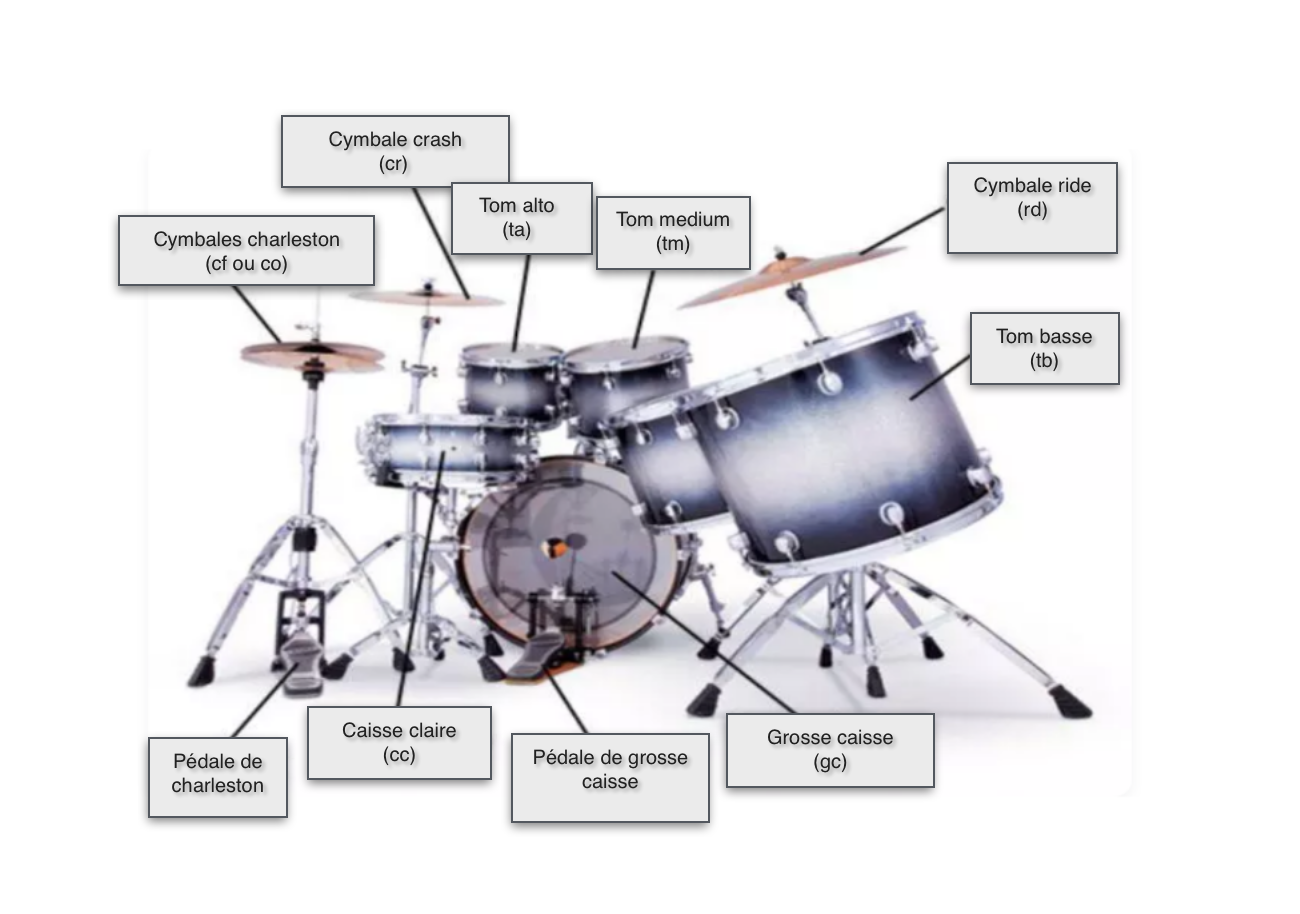 Cymbale crash
(cr)
Tom alto
(ta)
Tom medium
(tm)
Cymbale ride
(rd)
Cymbales charleston
(cf ou co)
Tom basse
(tb)
Caisse claire
(cc)
Pédale de
charleston
Pédale de grosse
caisse
Grosse caisse
(gc)